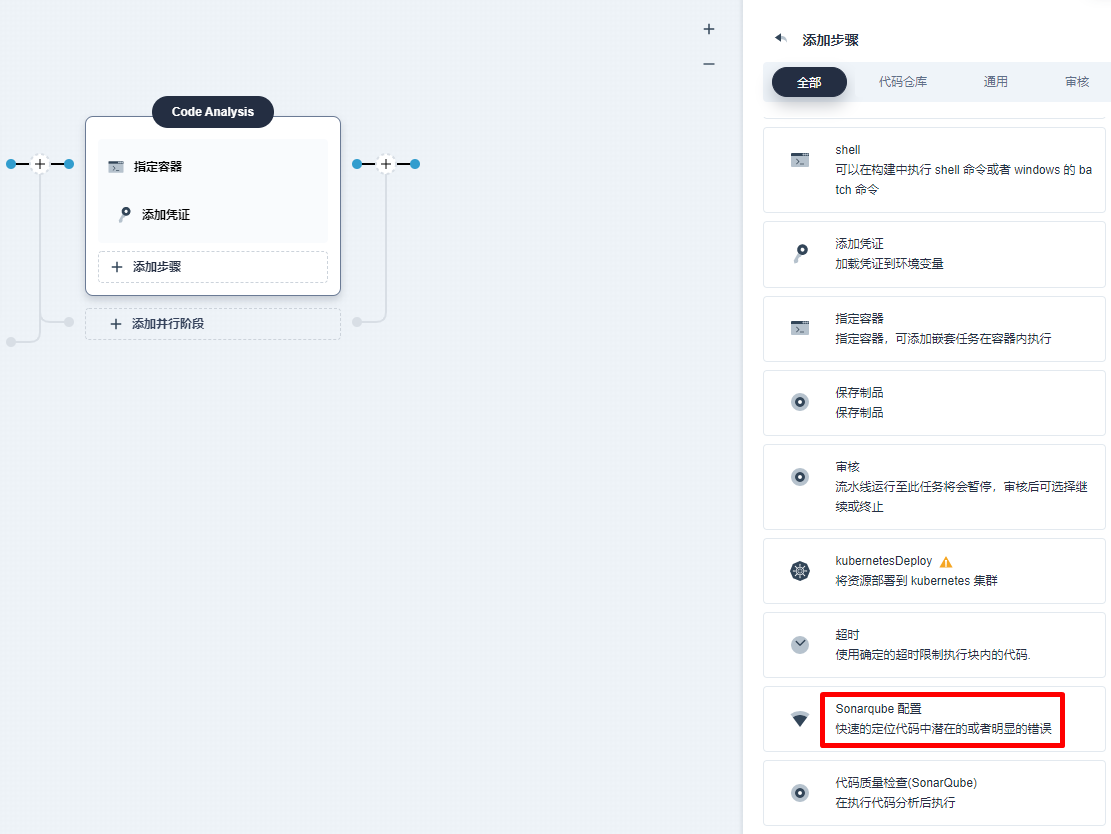 Code Analysis
指定容器
添加凭证
添加步骤
添加并行阶段
添加步骤
全部
代码仓库
通用
审核
shell
可以在构建中执行 shell 命令或者 windows 的 ba
tch 命令
添加凭证
加载凭证到环境变量
指定容器
指定容器，可添加嵌套任务在容器内执行
保存制品
保存制品
审核
流水线运行至此任务将会暂停，审核后可选择继
续或终止
kubernetesDeploy
将资源部署到 kubernetes 集群
超时
使用确定的超时限制执行块内的代码.
Sonarqube 配置
快速的定位代码中潜在的或者明显的错误
代码质量检查(SonarQube)
在执行代码分析后执行